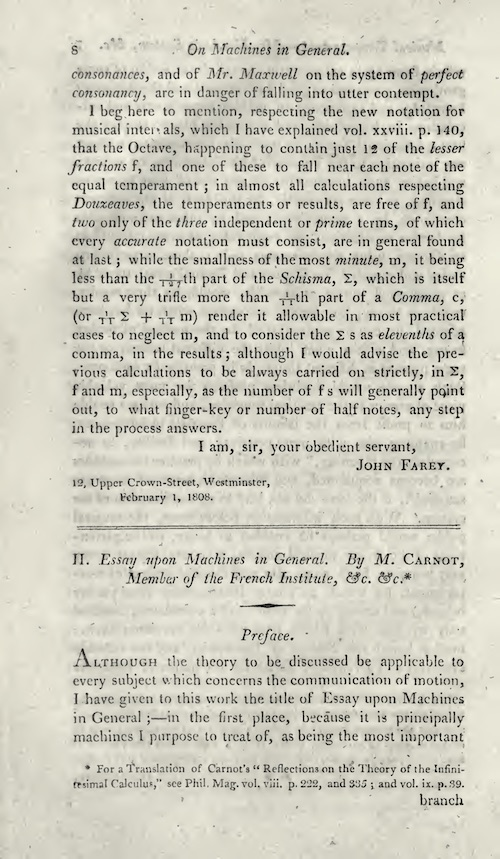 8 On Machines in General.
consonances, and of Mr. Maxwell on the system of perfect
consonancy, are in danger of falling into utter contempt.
I beg here to mention, respecting the new notation for
musical intervals, which I have explained vol. xxviii. p. 140,
that the Octave, happening to contain just 12 of the lesser
fractions f, and one of these to fall near each note of the
equal temperament ; in almost all calculations respecting
Douzeaves, the temperaments or results, are free of f, and
two only of the three independent or prime terms, of which
every accurate notation must consist, are in general found
at last ; while the smallness of the most minute, m, it being
less than the th part of the Schisma, Σ, which is itself
but a very trifle more than 1/11th part of a Comma, c,
(or 1/11 Σ + 1/11 m) render it allowable in most practical
cases to neglect m, and to consider the Σ s as elevenths of a
comma, in the results ; although I would advise the pre-
vious calculations to be always carried on strictly, in Σ,
f and m, especially, as the number of f s will generally point
out, to what finger-key or number of half notes, any step
in the process answers.
I am, sir, your obedient servant,
JOHN FAREY.
12, Upper Crown-Street, Westminster,
February 1, 1808.
II. Essay upon Machines in General. By M. CARNOT,
Member of the French Institute, &c. &c.*
Preface.
ALTHOUGH the theory to be discussed be applicable to
every subject which concerns the communication of motion,
I have given to this work the title of Essay upon Machines
in General ;—in the first place, because it is principally
machines I purpose to treat of, as being the most important
* For a Translation of Carnot's “ Reflections on the Theory of the Infini-
tesimal Calculus,” see Phil. Mag. vol. viii. p. 222, and 335 ; and vol. ix. p. 39.
branch